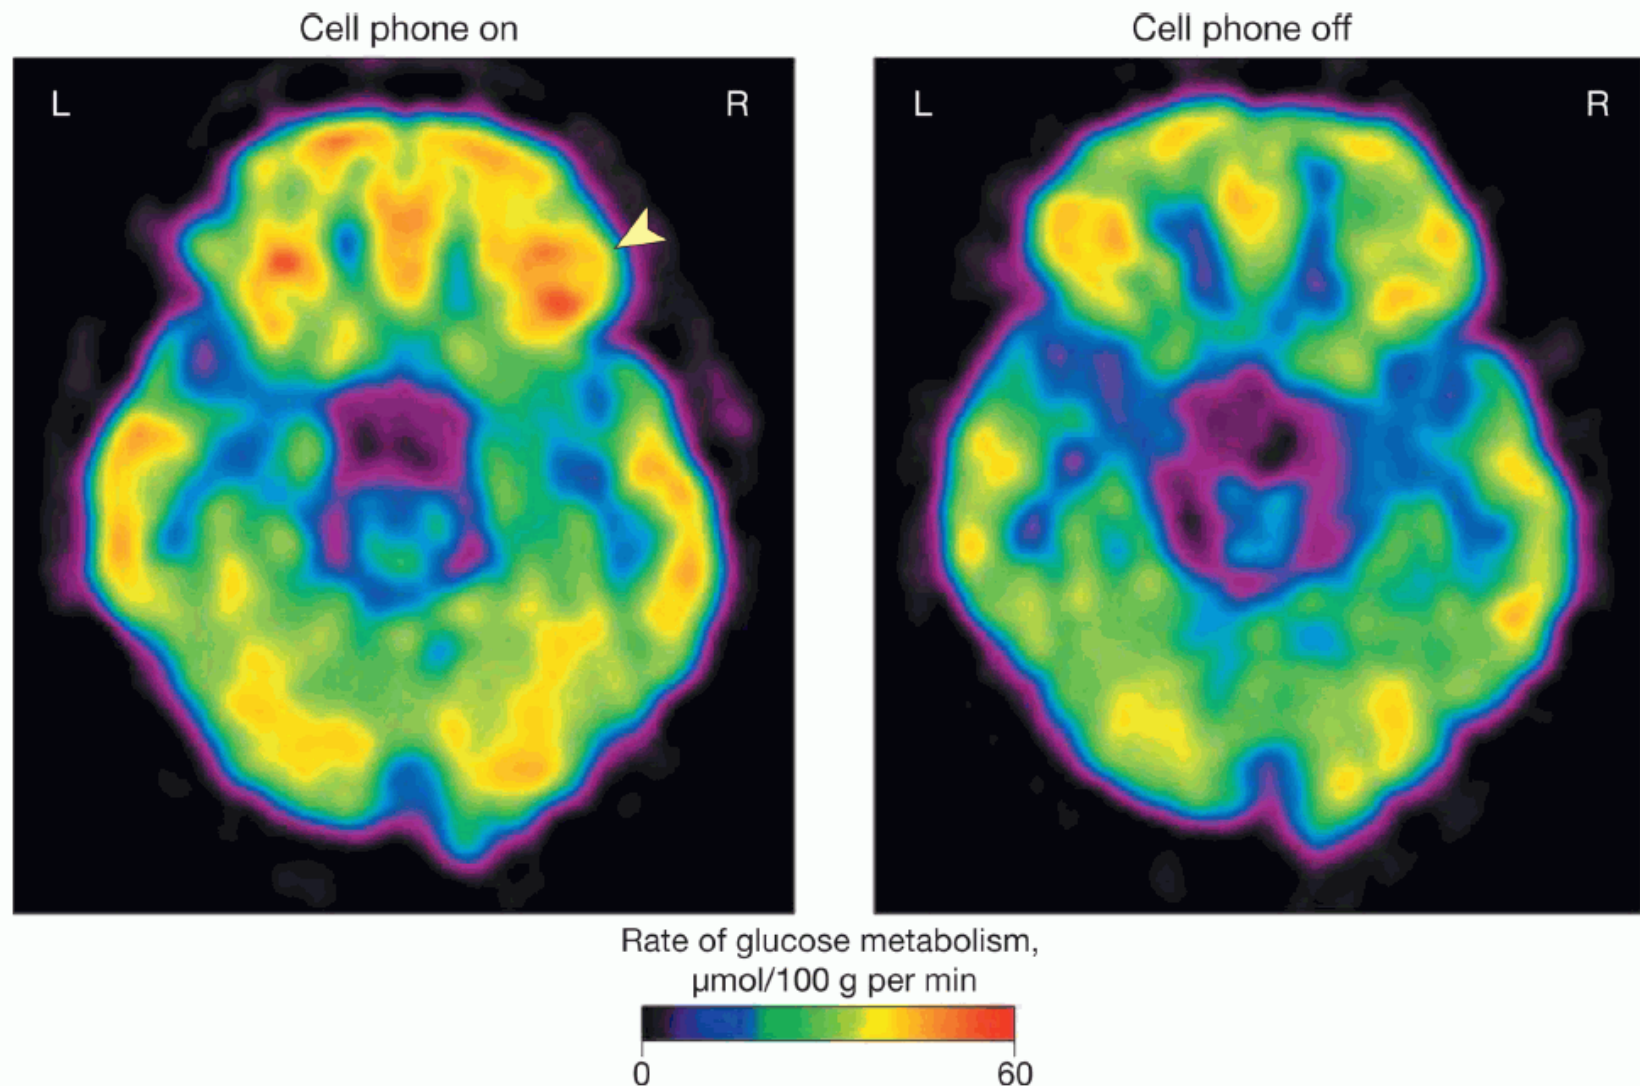 Cell phone on
Cell phone off
L
R
L
R
Rate of glucose metabolism,
µmol/100 g per min
0
60